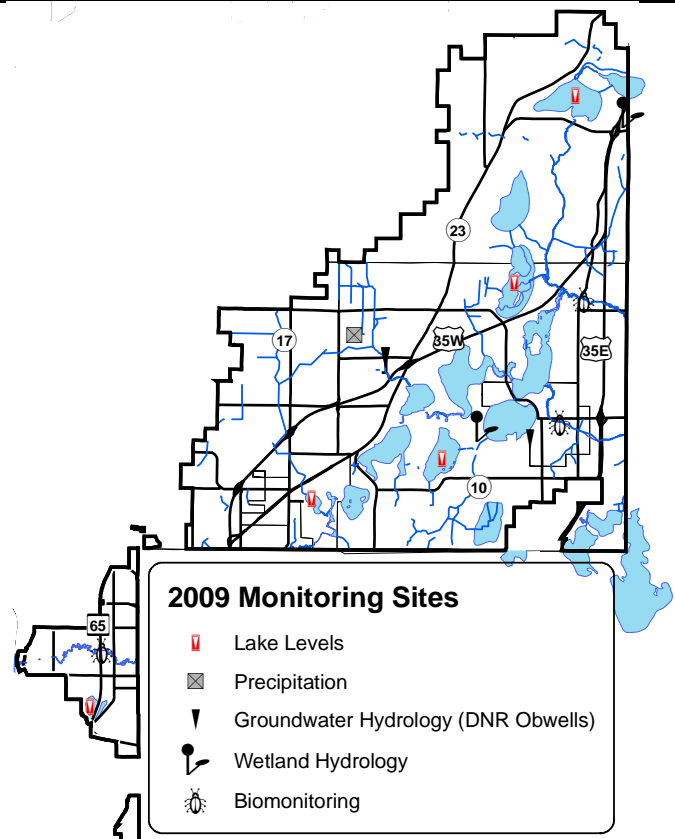 23
17
35W
35E
10
65
2009 Monitoring Sites
Lake Levels
Precipitation
Groundwater Hydrology (DNR Obwells)
Wetland Hydrology
Biomonitoring